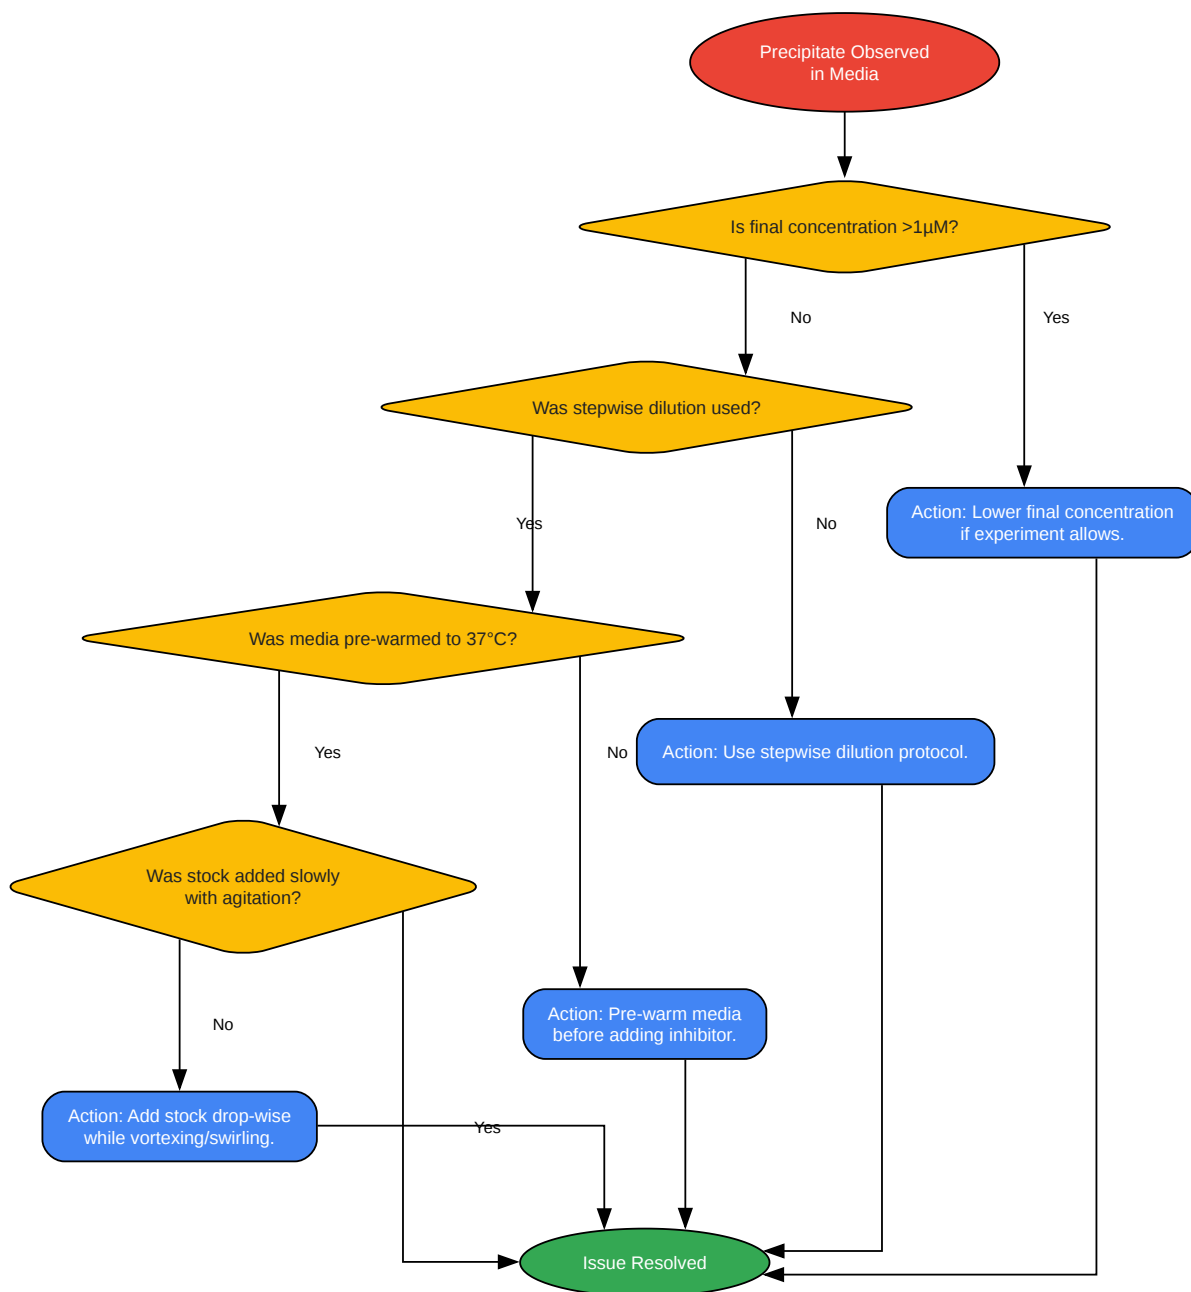 Precipitate Observed
in Media
Is final concentration >1µM?
No
Yes
Was stepwise dilution used?
Action: Lower final concentration
if experiment allows.
Yes
No
Was media pre-warmed to 37°C?
Yes
No
Action: Use stepwise dilution protocol.
Was stock added slowly
with agitation?
No
Action: Pre-warm media
before adding inhibitor.
Action: Add stock drop-wise
while vortexing/swirling.
Yes
Issue Resolved